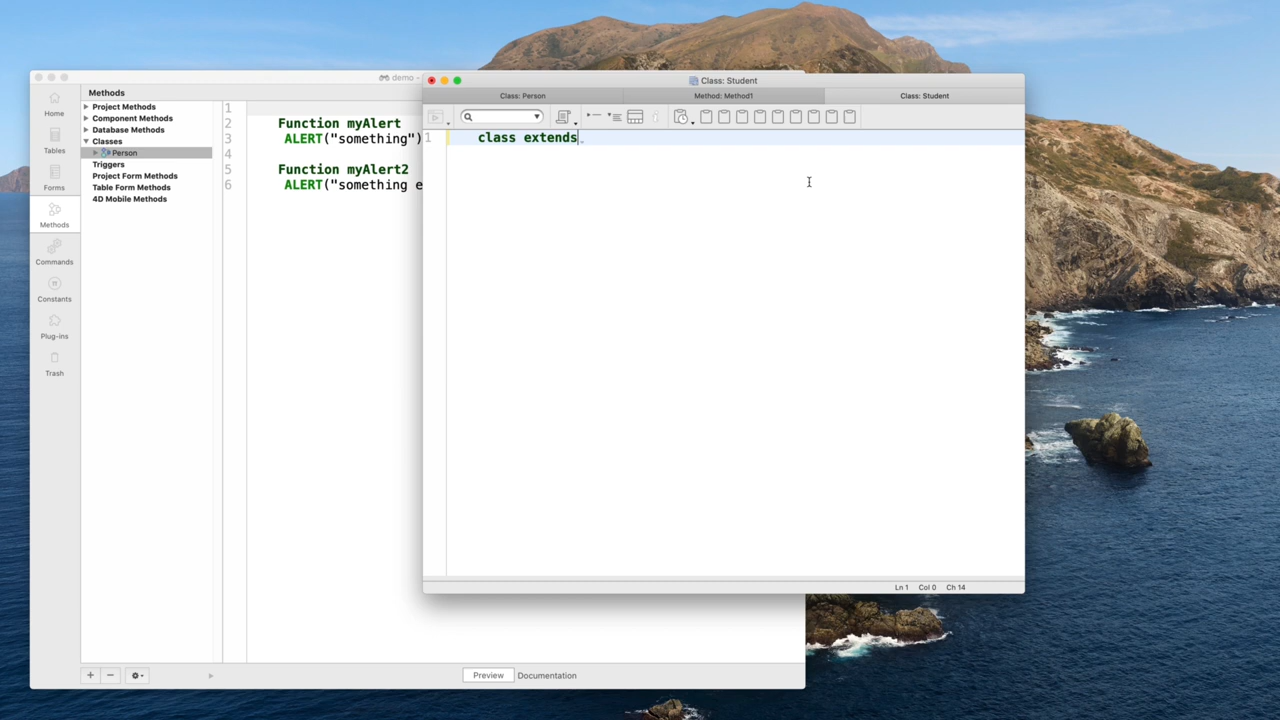 demo -
Methods
Home
Tables
Forms
Methods
Commands
Constants
Plug-ins
Trash
Project Methods
Component Methods
Database Methods
Classes
Person
Triggers
Project Form Methods
Table Form Methods
4D Mobile Methods
1
2 Function myAlert
3 ALERT("something")
4
5 Function myAlert2
6 ALERT("something e
Preview
Documentation
Class: Student
Class: Person
Method: Method1
Class: Student
1 class extends
Ln 1 Col 0 Ch 14